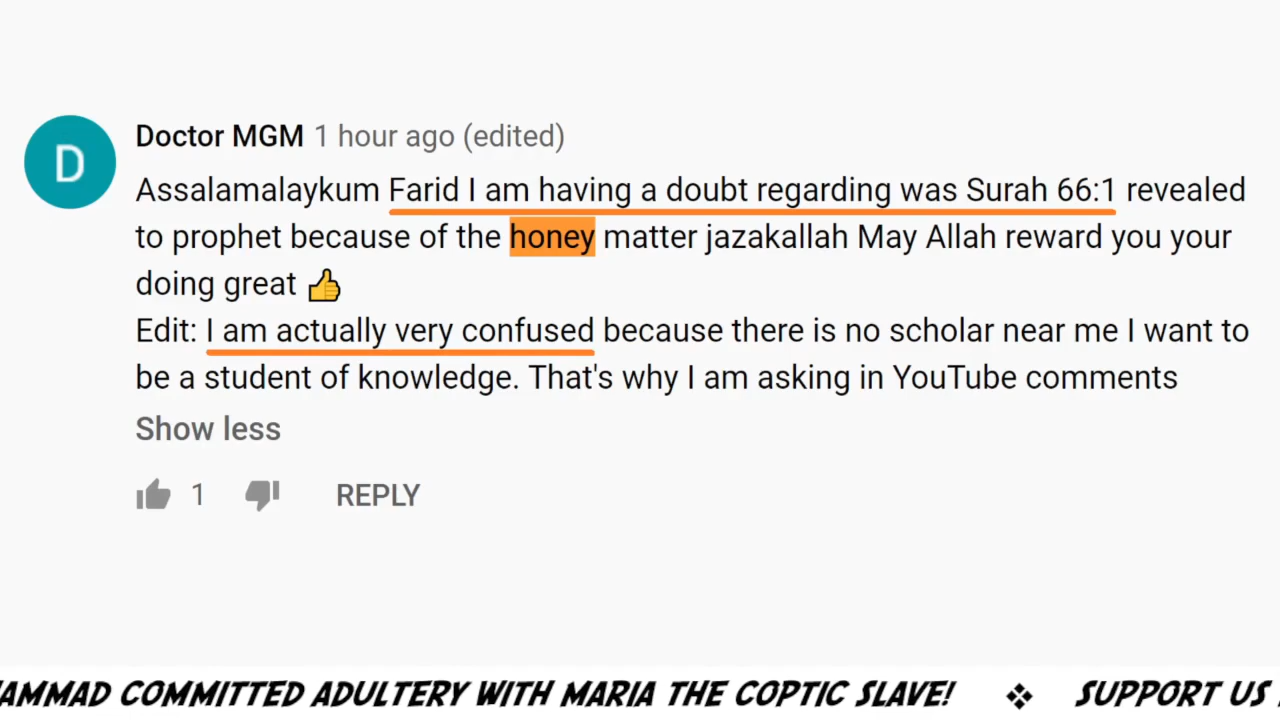 D
Doctor MGM 1 hour ago (edited)
Assalamalaykum Farid I am having a doubt regarding was Surah 66:1 revealed
to prophet because of the honey matter jazakallah May Allah reward you your
doing great 👍
Edit: I am actually very confused because there is no scholar near me I want to
be a student of knowledge. That's why I am asking in YouTube comments
Show less
1 REPLY
AMMAD COMMITTED ADULTERY WITH MARIA THE COPTIC SLAVE! ❖ SUPPORT US